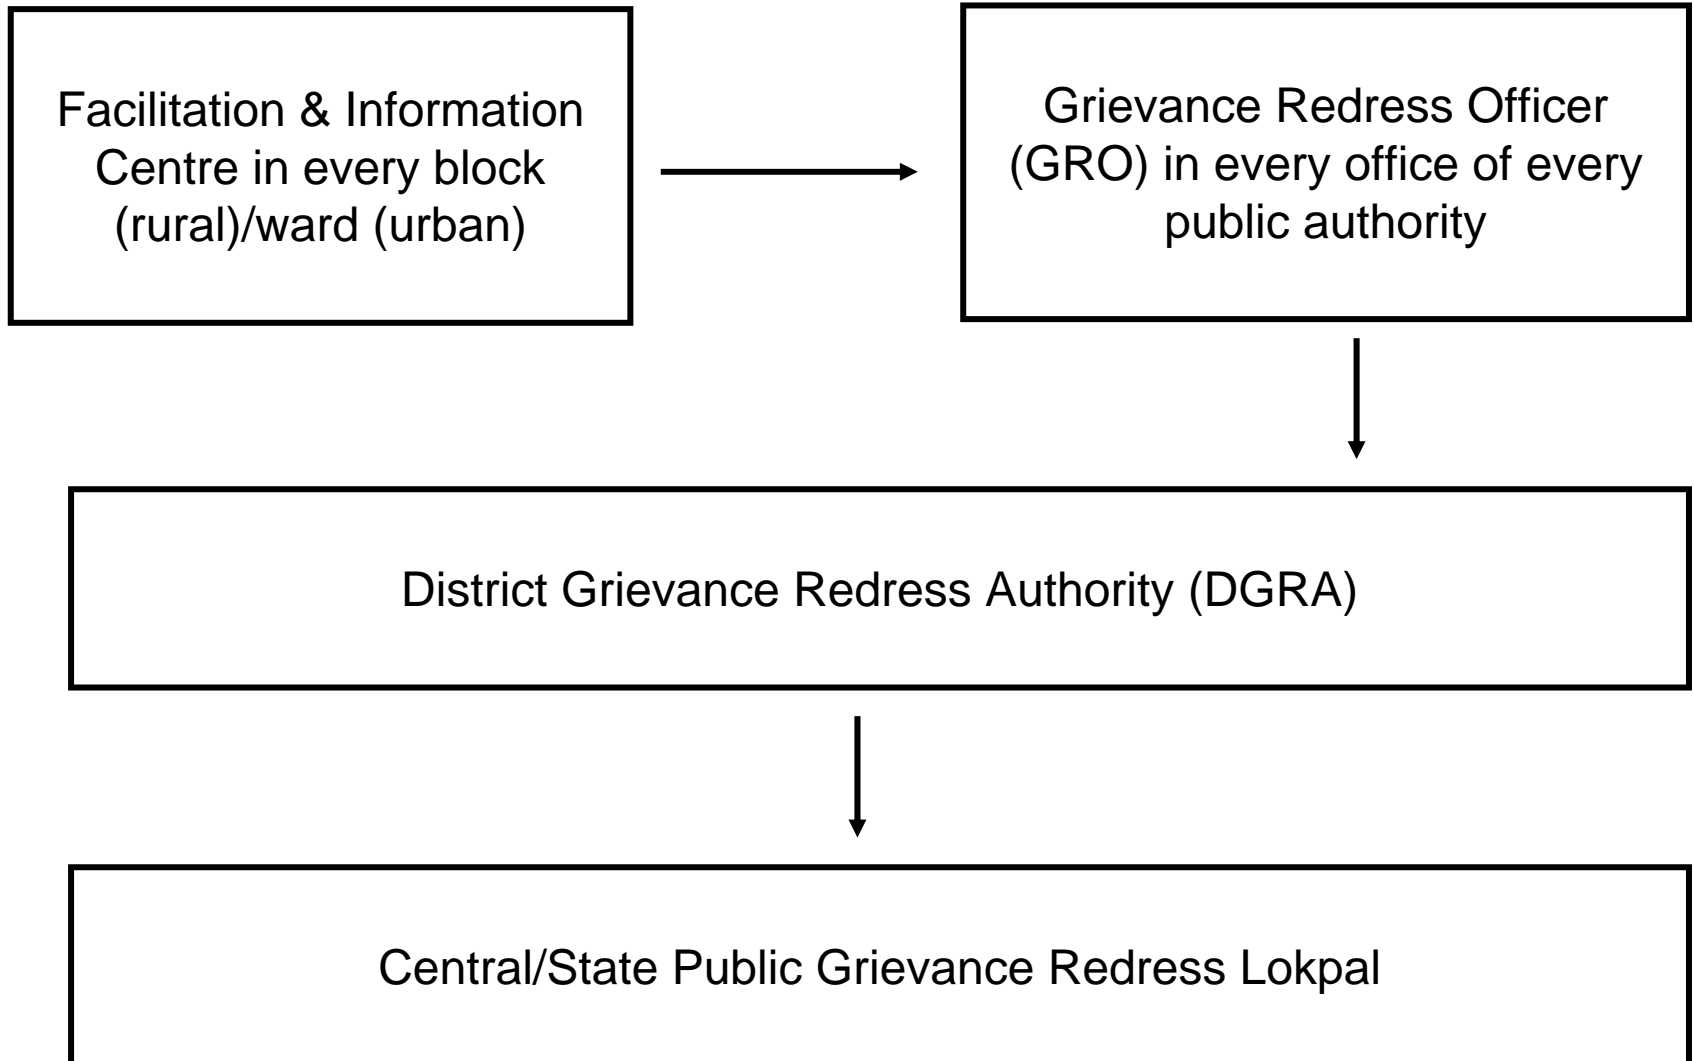 Facilitation & Information
Centre in every block
(rural)/ward (urban)
Grievance Redress Officer
(GRO) in every office of every
public authority
District Grievance Redress Authority (DGRA)
Central/State Public Grievance Redress Lokpal